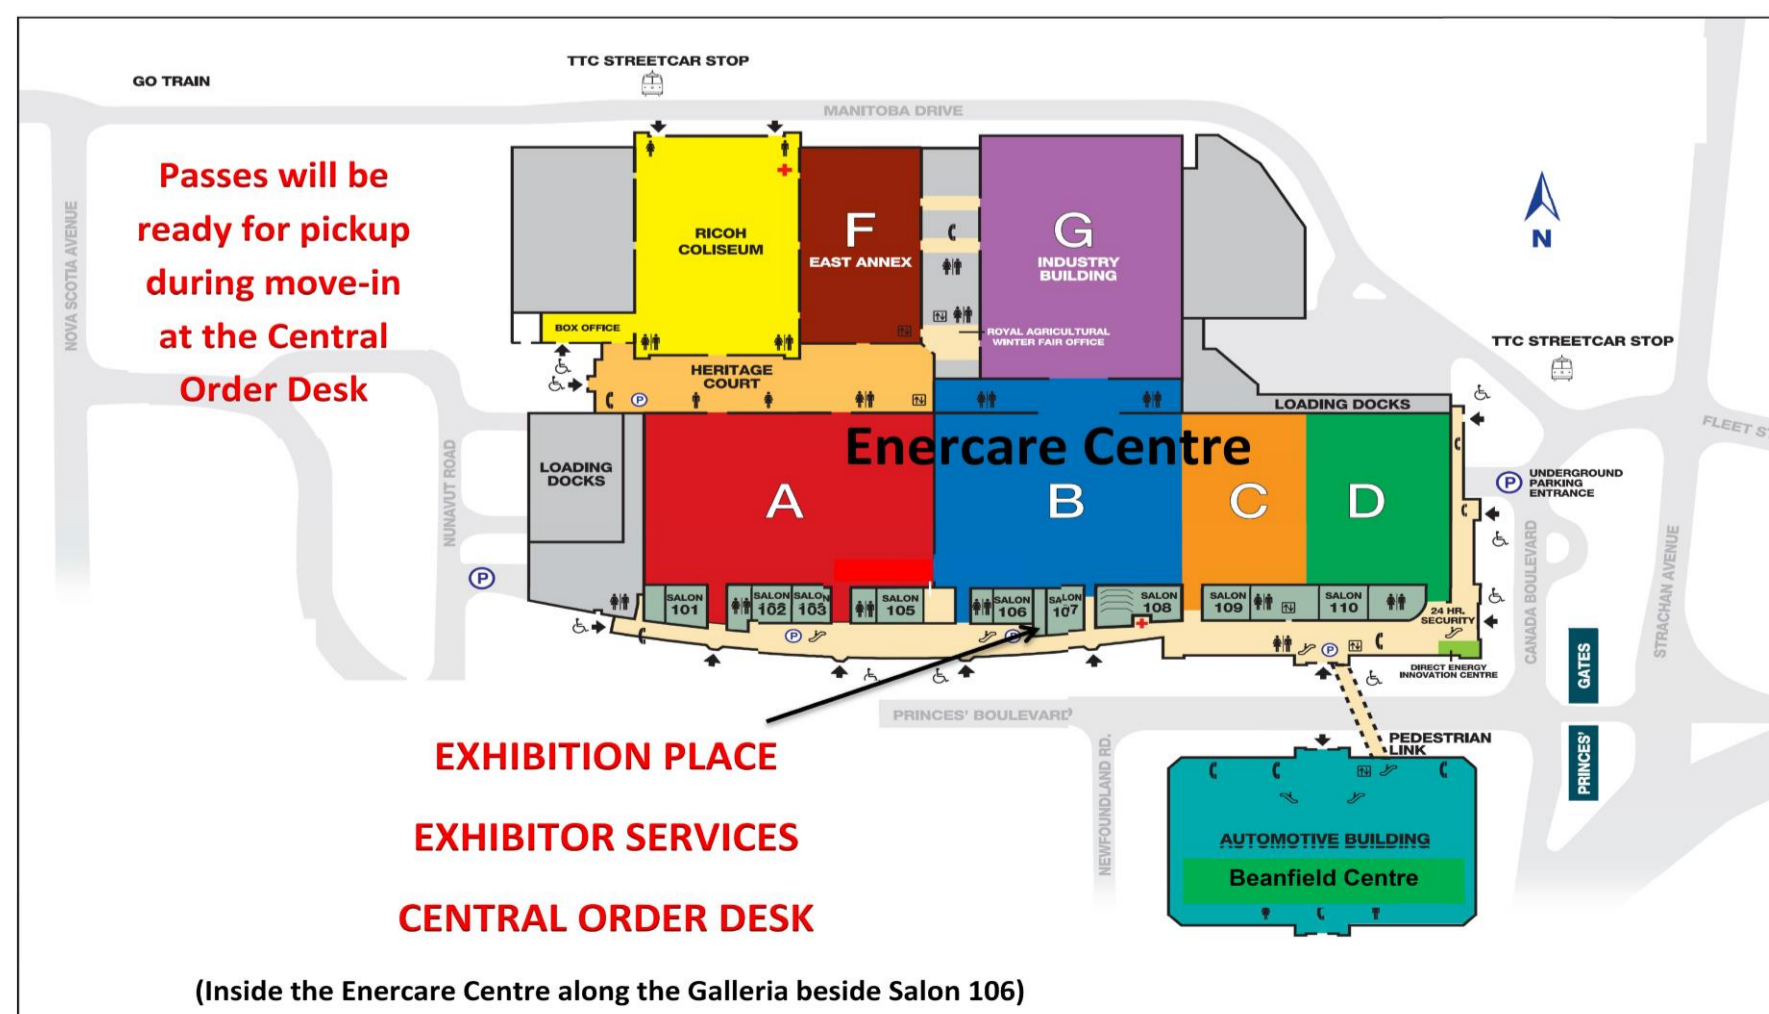 GO TRAIN
TTC STREETCAR STOP
MANITOBA DRIVE
Passes will be
ready for pickup
during move-in
at the Central
Order Desk
NOVA SCOTIA AVENUE
RICOH
COLISEUM
F
EAST ANNEX
G
INDUSTRY
BUILDING
N
BOX OFFICE
ROYAL AGRICULTURAL
WINTER FAIR OFFICE
TTC STREETCAR STOP
HERITAGE
COURT
P
LOADING DOCKS
FLEET ST
Enercare Centre
LOADING
DOCKS
NUNAVUT ROAD
A
B
C
D
P
UNDERGROUND
PARKING
ENTRANCE
CANADA BOULEVARD
STRACHAN AVENUE
P
SALON
101
SALON
102
SALON
103
SALON
105
SALON
106
SALON
107
SALON
108
SALON
109
SALON
110
24 HR.
SECURITY
P
P
P
DIRECT ENERGY
INNOVATION CENTRE
PRINCES' GATES
PRINCES' BOULEVARD
EXHIBITION PLACE
EXHIBITOR SERVICES
CENTRAL ORDER DESK
NEWFOUNDLAND RD.
PEDESTRIAN
LINK
AUTOMOTIVE BUILDING
Beanfield Centre
(Inside the Enercare Centre along the Galleria beside Salon 106)